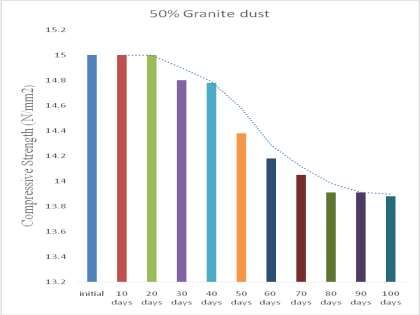 50% Granite dust
Compressive Strength (N/mm2)
15.2
15
14.8
14.6
14.4
14.2
14
13.8
13.6
13.4
13.2
initial 10 20 30 40 50 60 70 80 90 100
days days days days days days days days days days